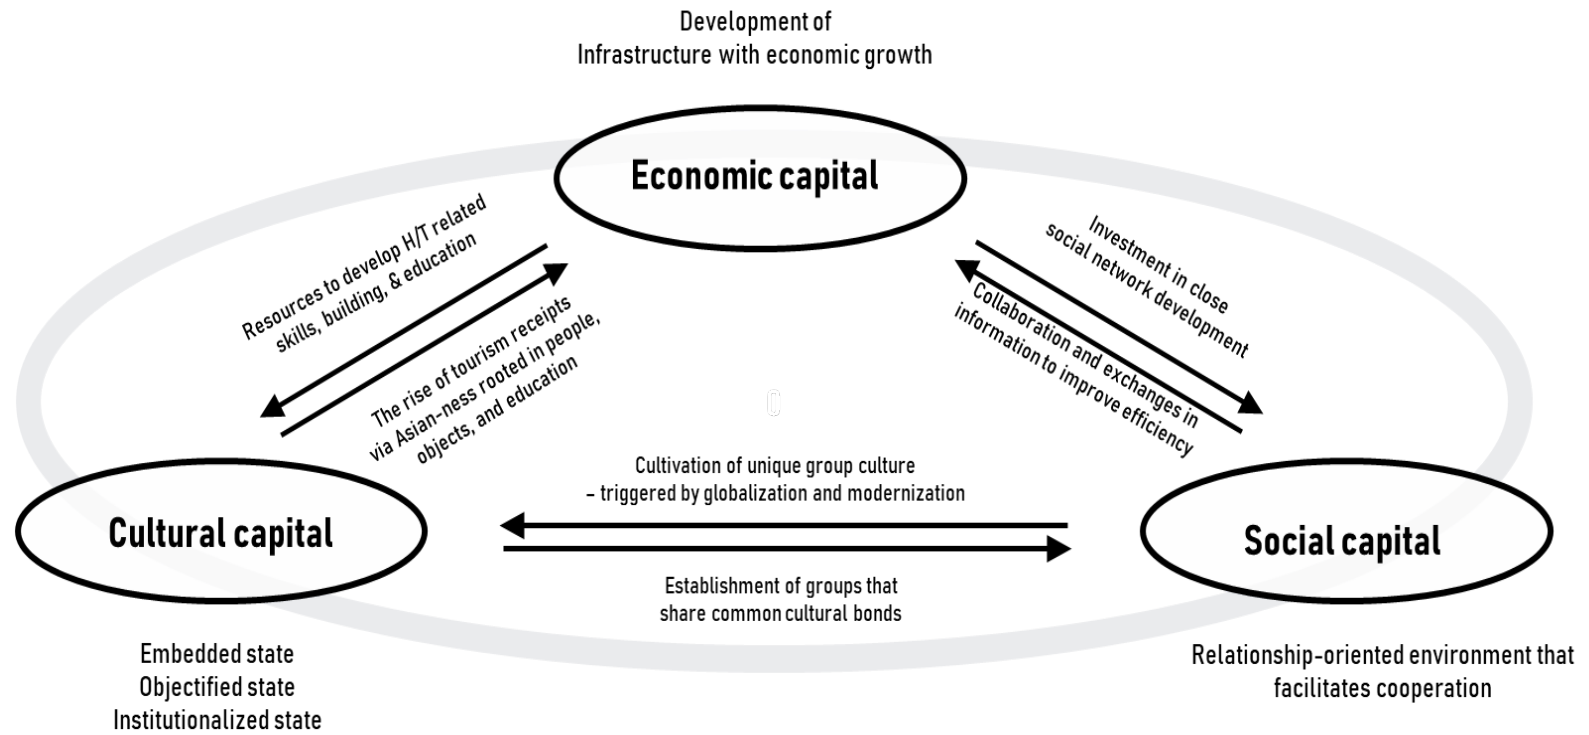 Development of
Infrastructure with economic growth
Economic capital
Resources to develop H/T related
skills, building, & education
The rise of tourism receipts
via Asian-ness rooted in people,
objects, and education
Investment in close
social network development
Collaboration and exchanges in
information to improve efficiency
Cultivation of unique group culture
– triggered by globalization and modernization
Establishment of groups that
share common cultural bonds
Cultural capital
Embedded state
Objectified state
Institutionalized state
Social capital
Relationship-oriented environment that
facilitates cooperation